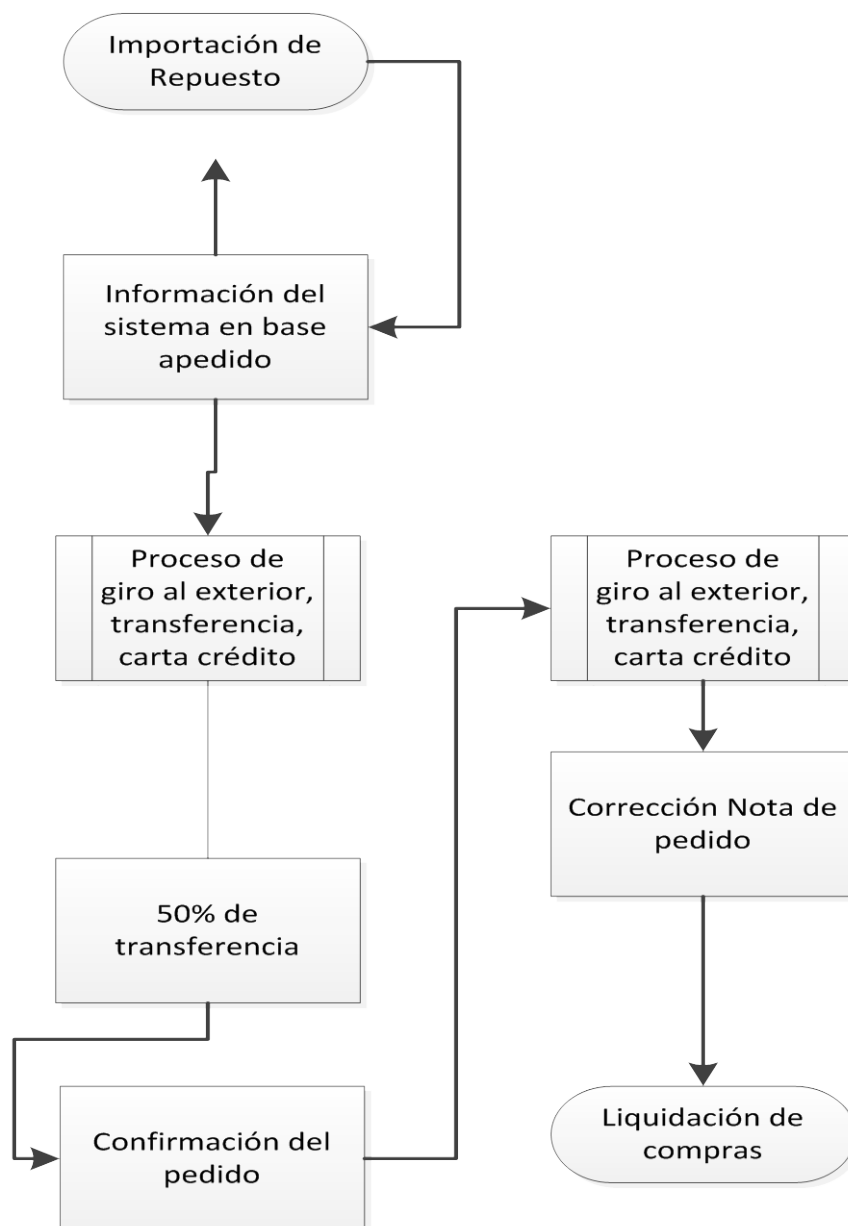 Importación de
Repuesto
Información del
sistema en base
apedido
Proceso de
giro al exterior,
transferencia,
carta crédito
50% de
transferencia
Confirmación del
pedido
Proceso de
giro al exterior,
transferencia,
carta crédito
Corrección Nota de
pedido
Liquidación de
compras